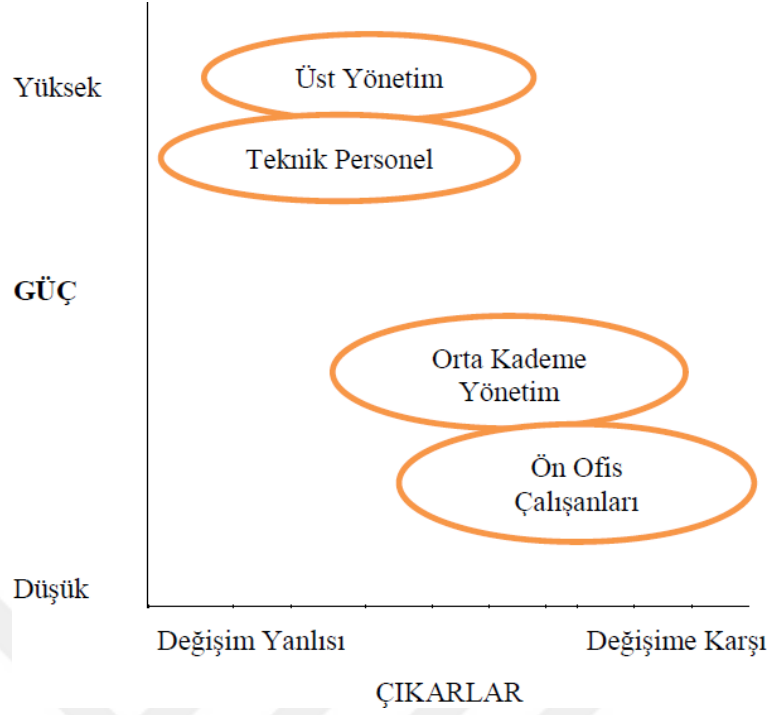 Yüksek
Üst Yönetim
Teknik Personel
GÜÇ
Orta Kademe
Yönetim
Ön Ofis
Çalışanları
Düşük
Değişim Yanlısı
Değişime Karşı
ÇIKARLAR